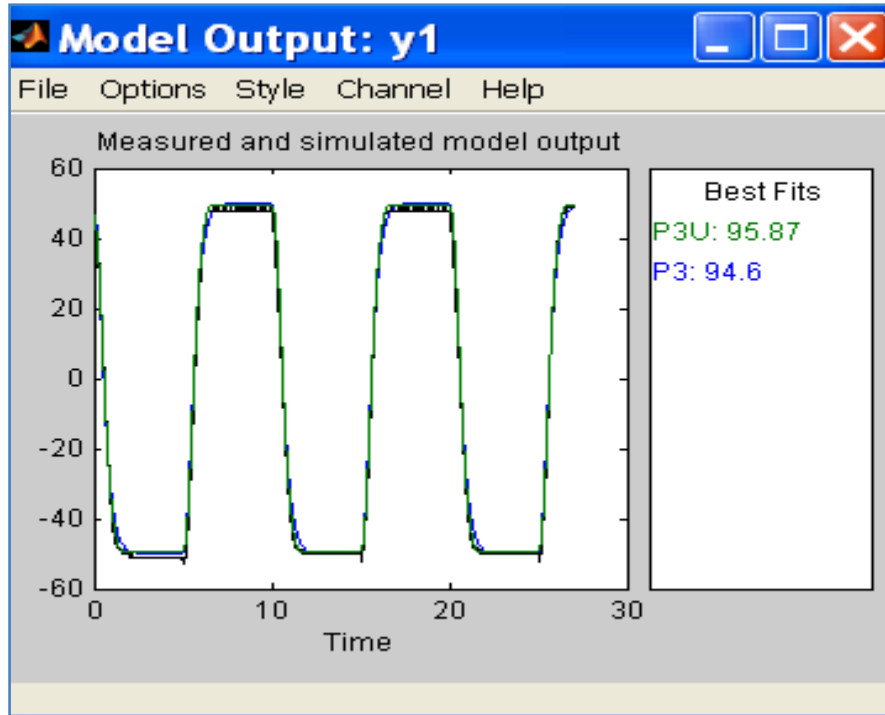 Model Output: y1
File Options Style Channel Help
Measured and simulated model output
60
40
20
0
-20
-40
-60
0 10 20 30
Time
Best Fits
P3U: 95.87
P3: 94.6